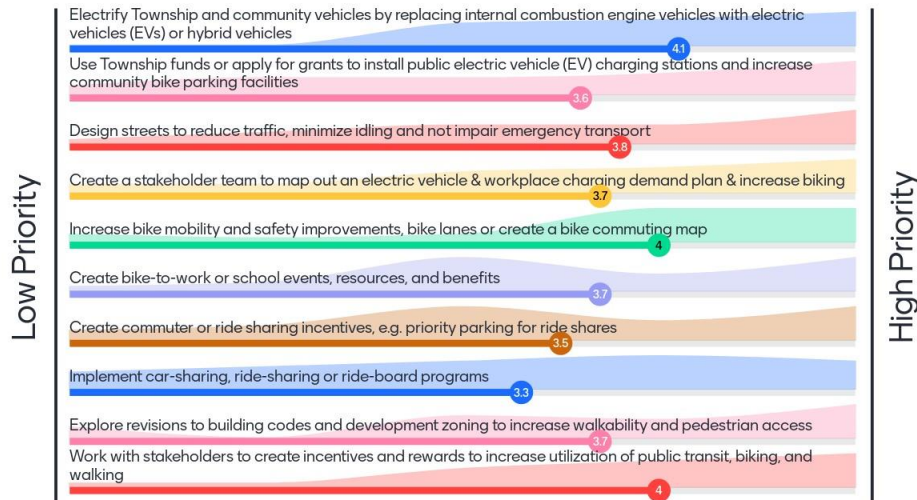 Electrify Township and community vehicles by replacing internal combustion engine vehicles with electric
vehicles (EVs) or hybrid vehicles
4.1
Use Township funds or apply for grants to install public electric vehicle (EV) charging stations and increase
community bike parking facilities
3.6
Design streets to reduce traffic, minimize idling and not impair emergency transport
3.8
Create a stakeholder team to map out an electric vehicle & workplace charging demand plan & increase biking
3.7
Increase bike mobility and safety improvements, bike lanes or create a bike commuting map
4
Create bike-to-work or school events, resources, and benefits
3.7
Create commuter or ride sharing incentives, e.g. priority parking for ride shares
3.5
Implement car-sharing, ride-sharing or ride-board programs
3.3
Explore revisions to building codes and development zoning to increase walkability and pedestrian access
3.7
Work with stakeholders to create incentives and rewards to increase utilization of public transit, biking, and
walking
4
Low Priority
High Priority